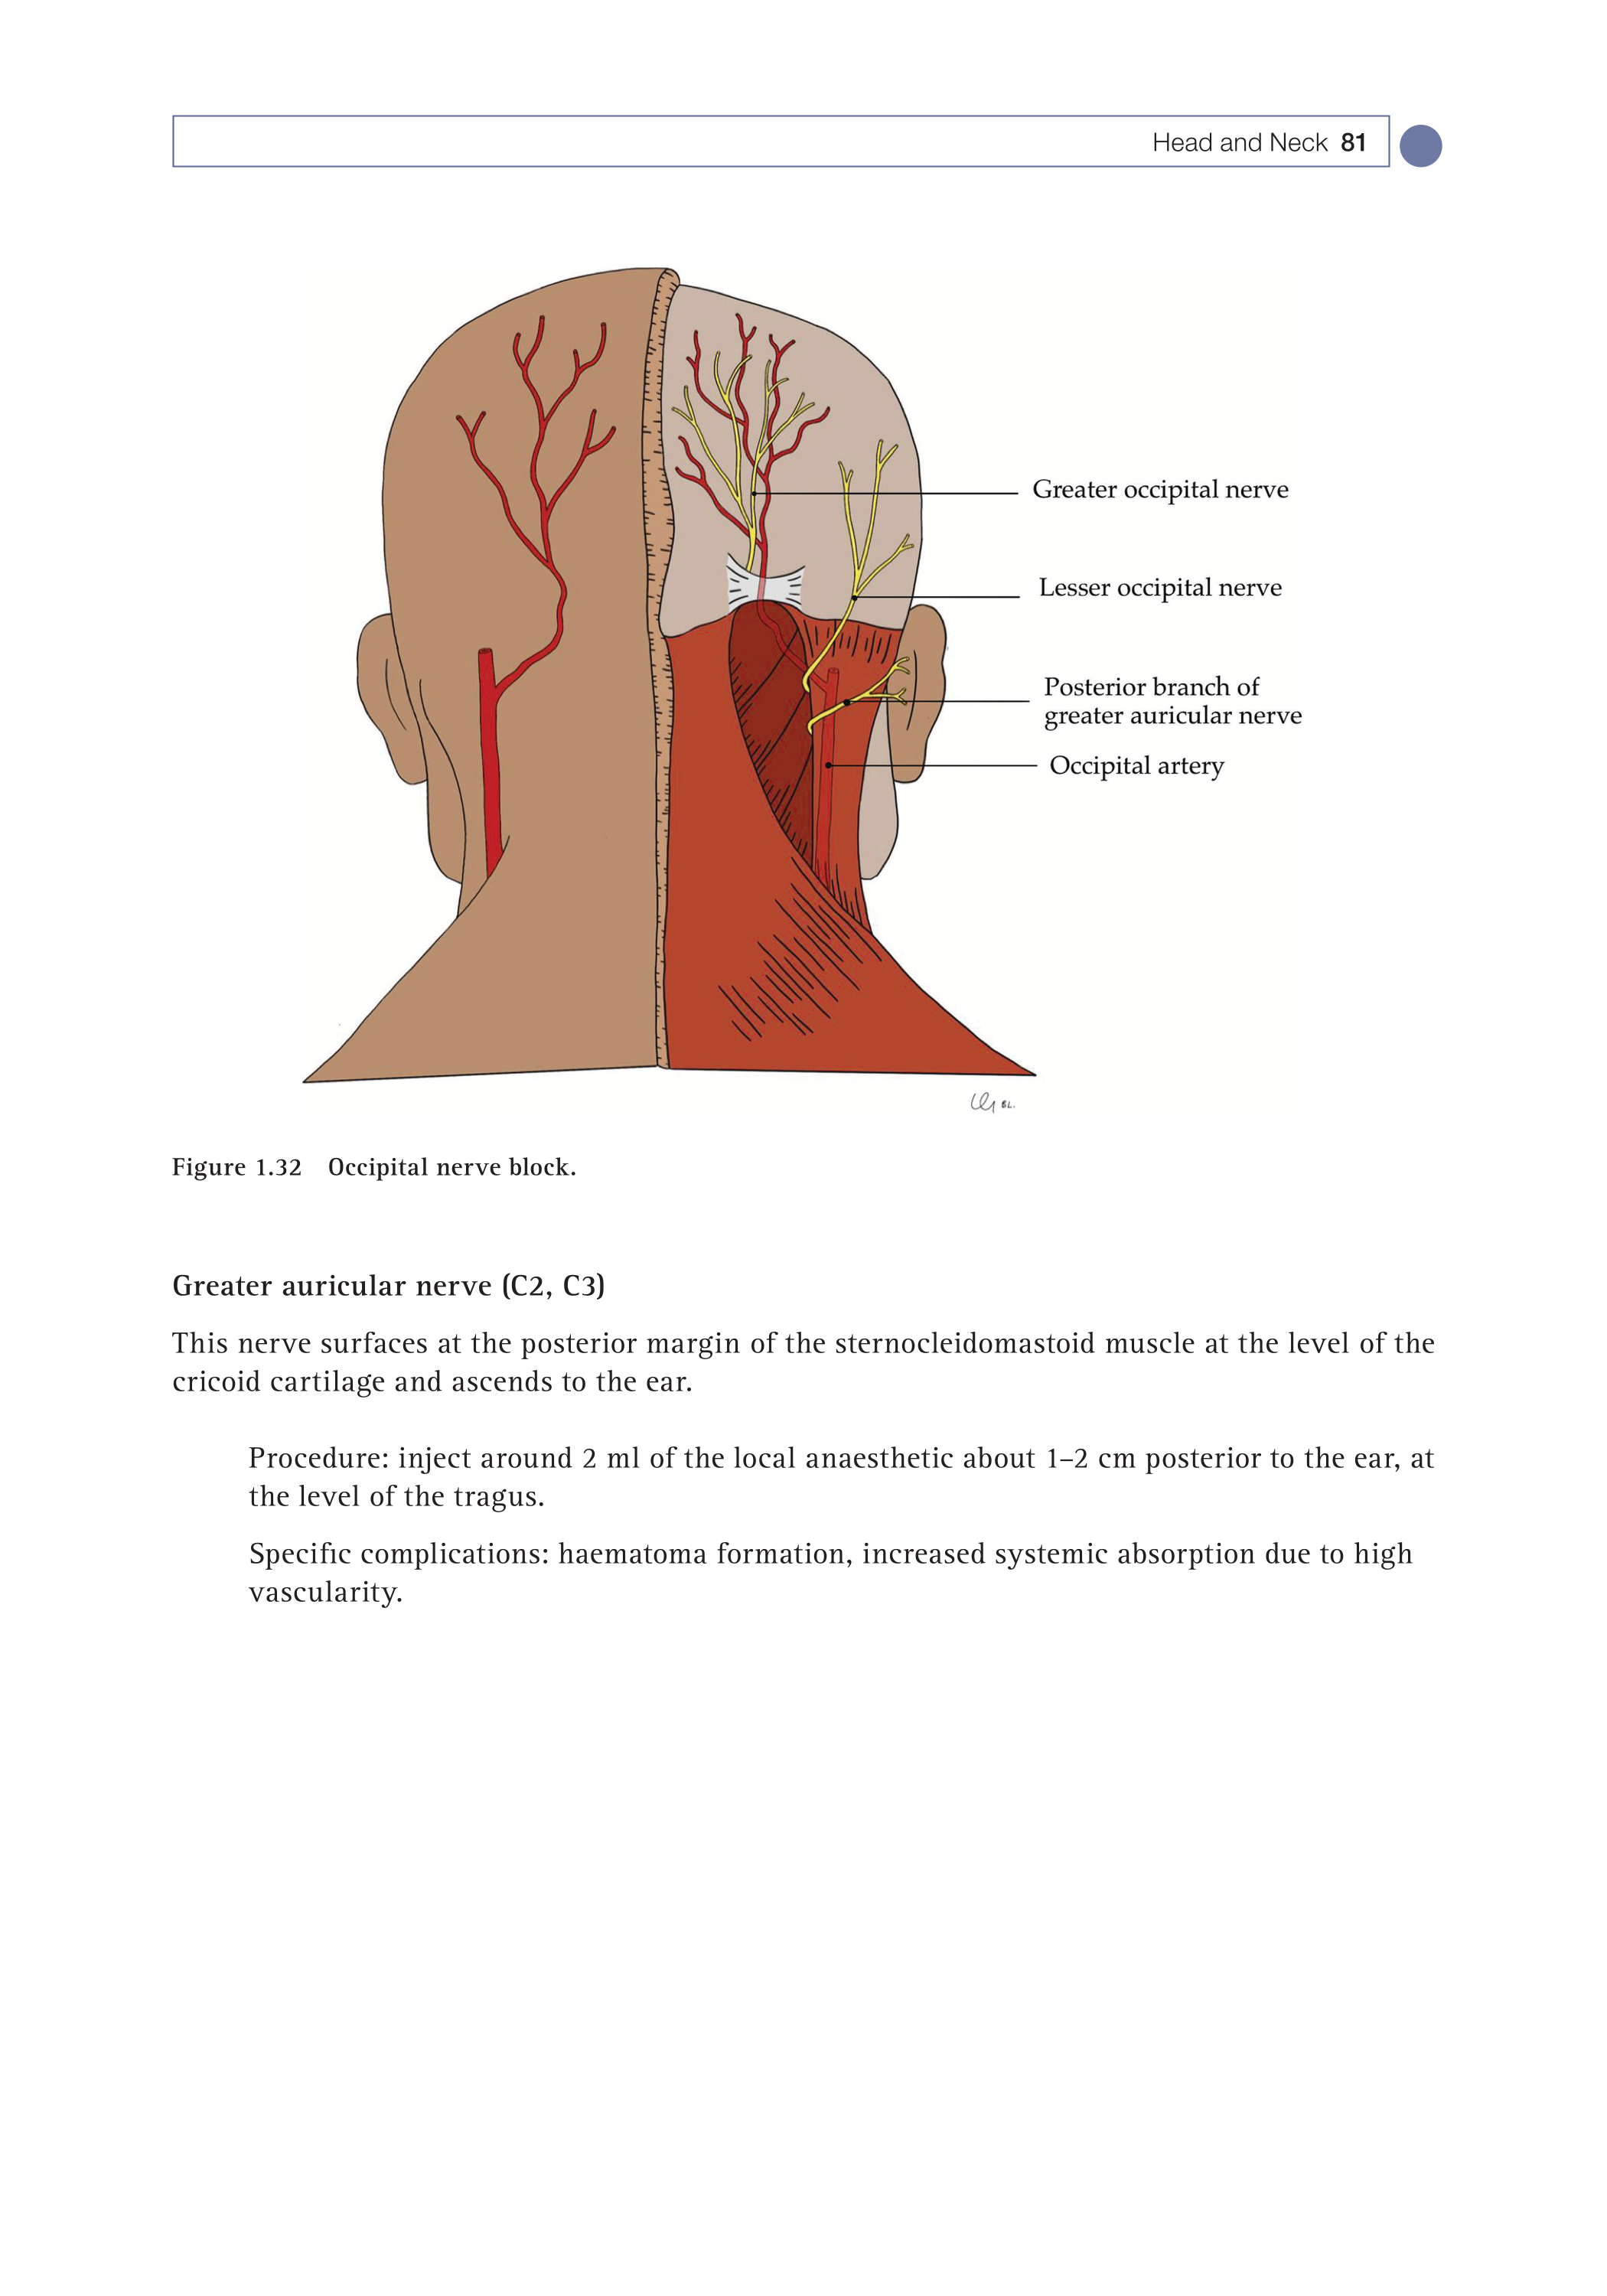 Head and Neck 81
Greater occipital nerve
Lesser occipital nerve
Posterior branch of
greater auricular nerve
Occipital artery
BL.
Figure 1.32 Occipital nerve block.
Greater auricular nerve (C2, C3)
This nerve surfaces at the posterior margin of the sternocleidomastoid muscle at the level of the
cricoid cartilage and ascends to the ear.
Procedure: inject around 2 ml of the local anaesthetic about 1–2 cm posterior to the ear, at
the level of the tragus.
Specific complications: haematoma formation, increased systemic absorption due to high
vascularity.